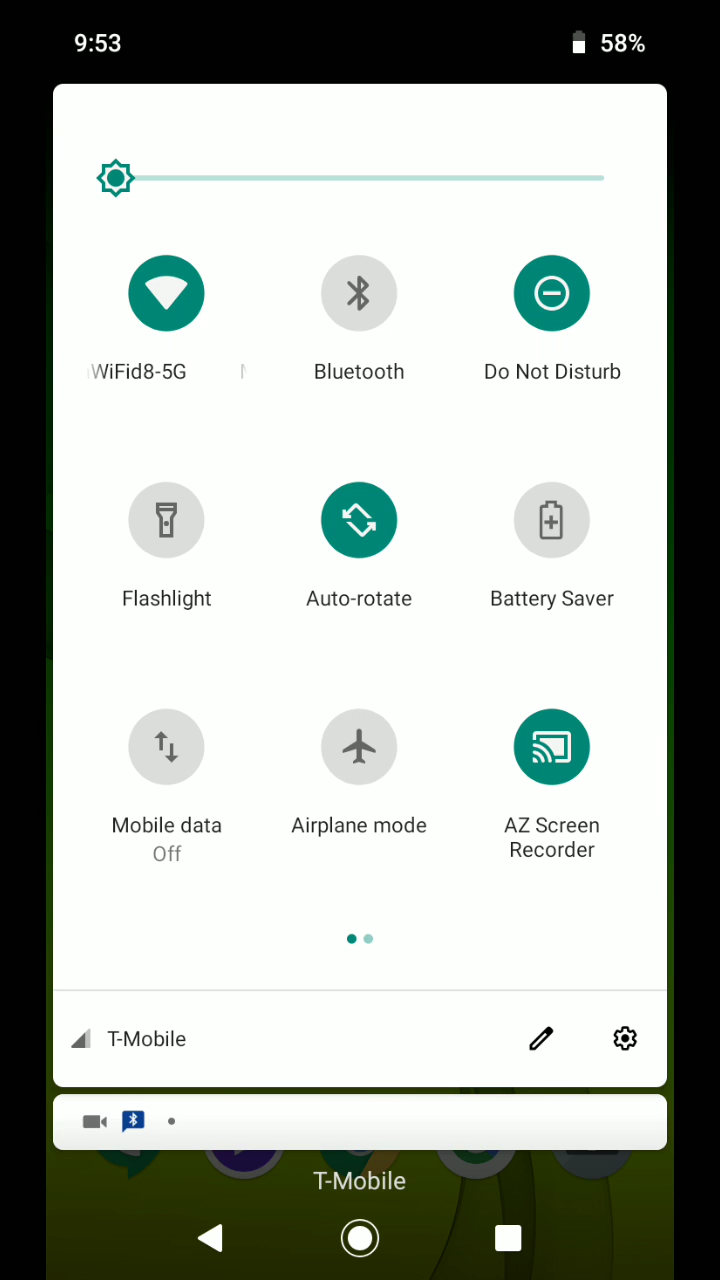 9:53
58%
WiFid8-5G
Bluetooth
Do Not Disturb
Flashlight
Auto-rotate
Battery Saver
Mobile data
Off
Airplane mode
AZ Screen
Recorder
T-Mobile
T-Mobile